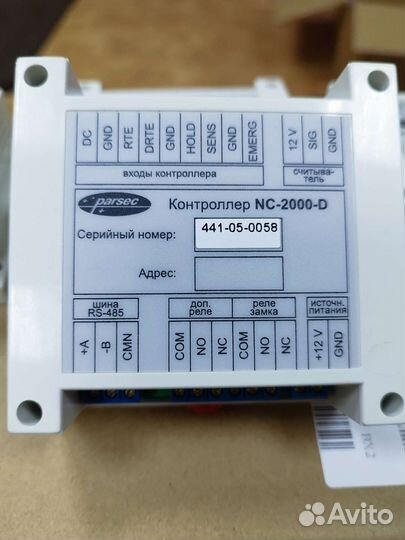 DC GND RTE DRTE GND HOLD SENS GND EMERG 12 V SIG GND
входы контроллера
считыва-
тель
parsec
Контроллер NC-2000-D
Серийный номер: 441-05-0058
Адрес:
шина
RS-485
доп.
реле
реле
замка
источн.
питания
+A -B CMN COM NO NC COM NO NC +12 V GND
Avito